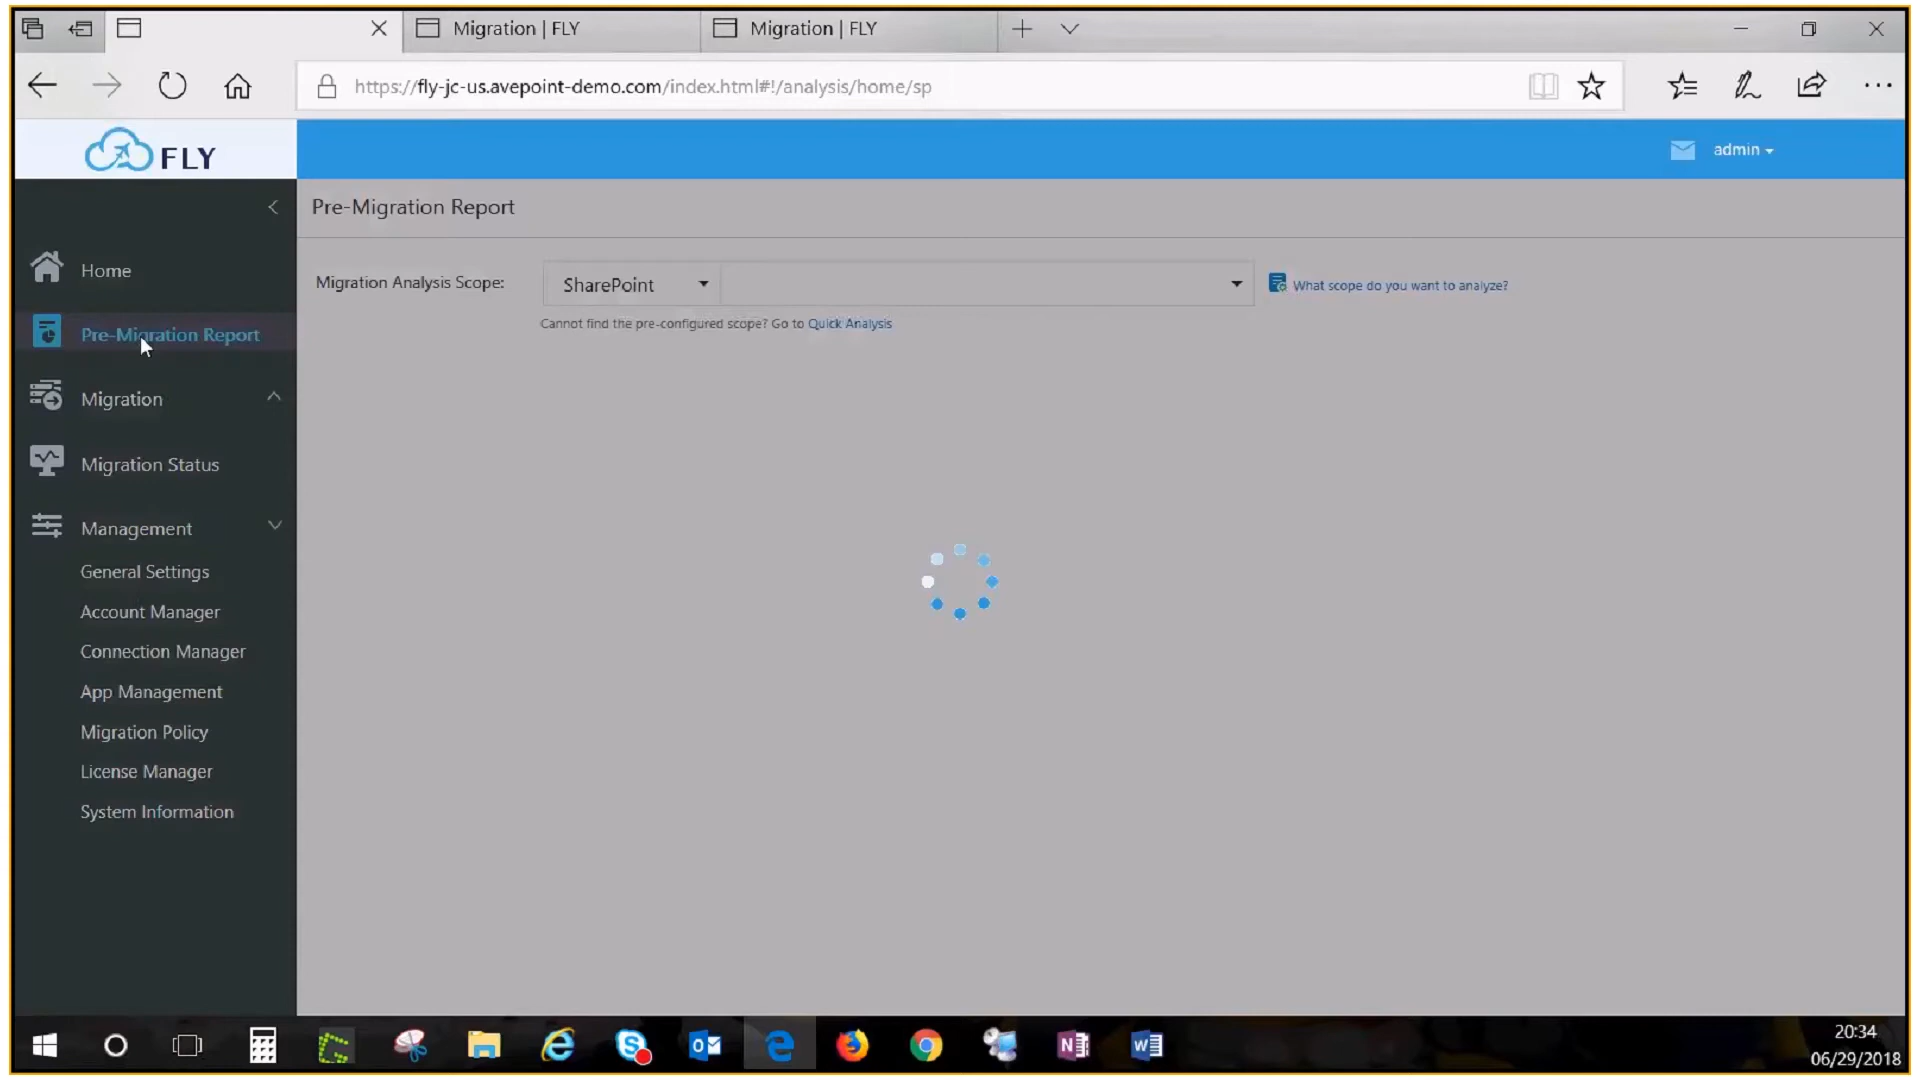 Migration | FLY
Migration | FLY
https://fly-jc-us.avepoint-demo.com/index.html#!/analysis/home/sp
FLY
admin
Pre-Migration Report
Migration Analysis Scope:
SharePoint
What scope do you want to analyze?
Cannot find the pre-configured scope? Go to Quick Analysis
Home
Pre-Migration Report
Migration
Migration Status
Management
General Settings
Account Manager
Connection Manager
App Management
Migration Policy
License Manager
System Information
20:34
06/29/2018